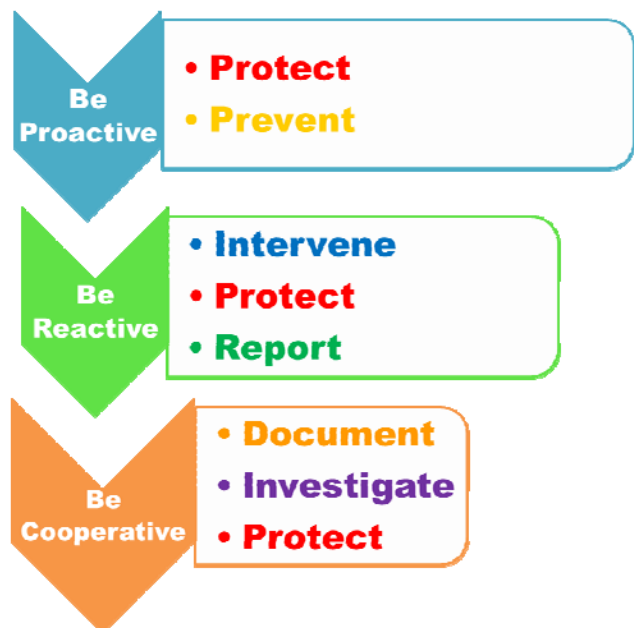 Be
Proactive
• Protect
• Prevent
Be
Reactive
• Intervene
• Protect
• Report
Be
Cooperative
• Document
• Investigate
• Protect